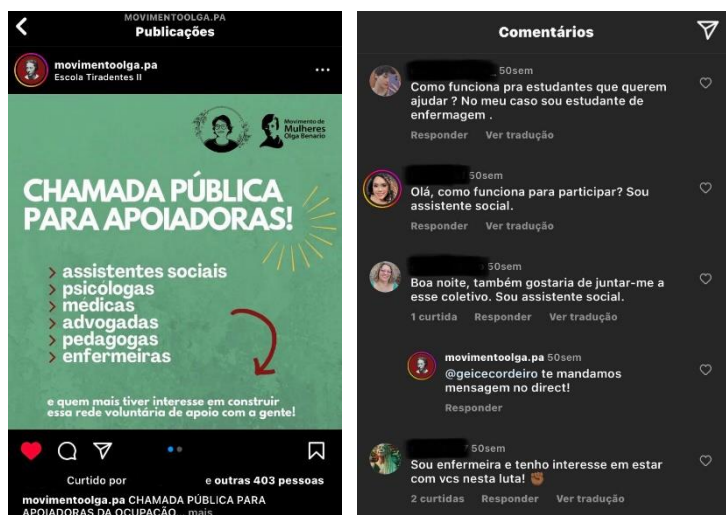 MOVIMENTOOLGA.PA
Publicações
movimentoolga.pa
Escola Tiradentes II
Movimento de
Mulheres
Olga Benario
CHAMADA PÚBLICA
PARA APOIADORAS!
> assistentes sociais
> psicólogas
> médicas
> advogadas
> pedagogas
> enfermeiras
e quem mais tiver interesse em construir
essa rede voluntária de apoio com a gente!
Curtido por e outras 403 pessoas
movimentoolga.pa CHAMADA PÚBLICA PARA
APOIADORAS DA OCUPAÇÃO... mais
Comentários
50sem
Como funciona pra estudantes que querem
ajudar ? No meu caso sou estudante de
enfermagem .
Responder Ver tradução
50sem
Olá, como funciona para participar? Sou
assistente social.
Responder Ver tradução
50sem
Boa noite, também gostaria de juntar-me a
esse coletivo. Sou assistente social.
1 curtida Responder Ver tradução
movimentoolga.pa 50sem
@geicecordeiro te mandamos
mensagem no direct!
Responder
50sem
Sou enfermeira e tenho interesse em estar
com vcs nesta luta! ✊🏾
2 curtidas Responder Ver tradução